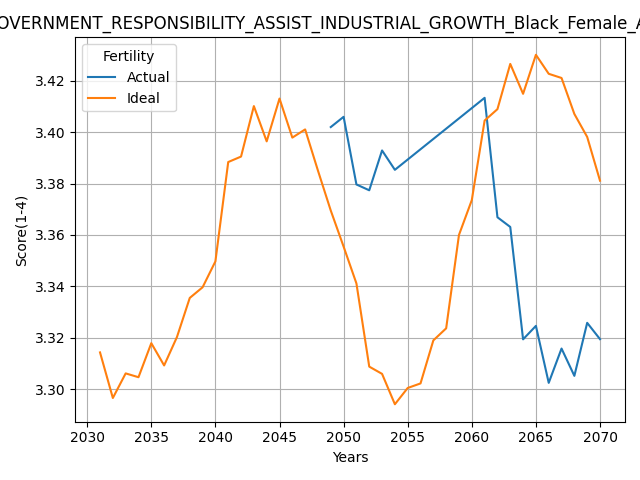 OVERNMENT_RESPONSIBILITY_ASSIST_INDUSTRIAL_GROWTH_Black_Female_A
Fertility
Actual
Ideal
Score(1-4)
3.42
3.40
3.38
3.36
3.34
3.32
3.30
2030 2035 2040 2045 2050 2055 2060 2065 2070
Years